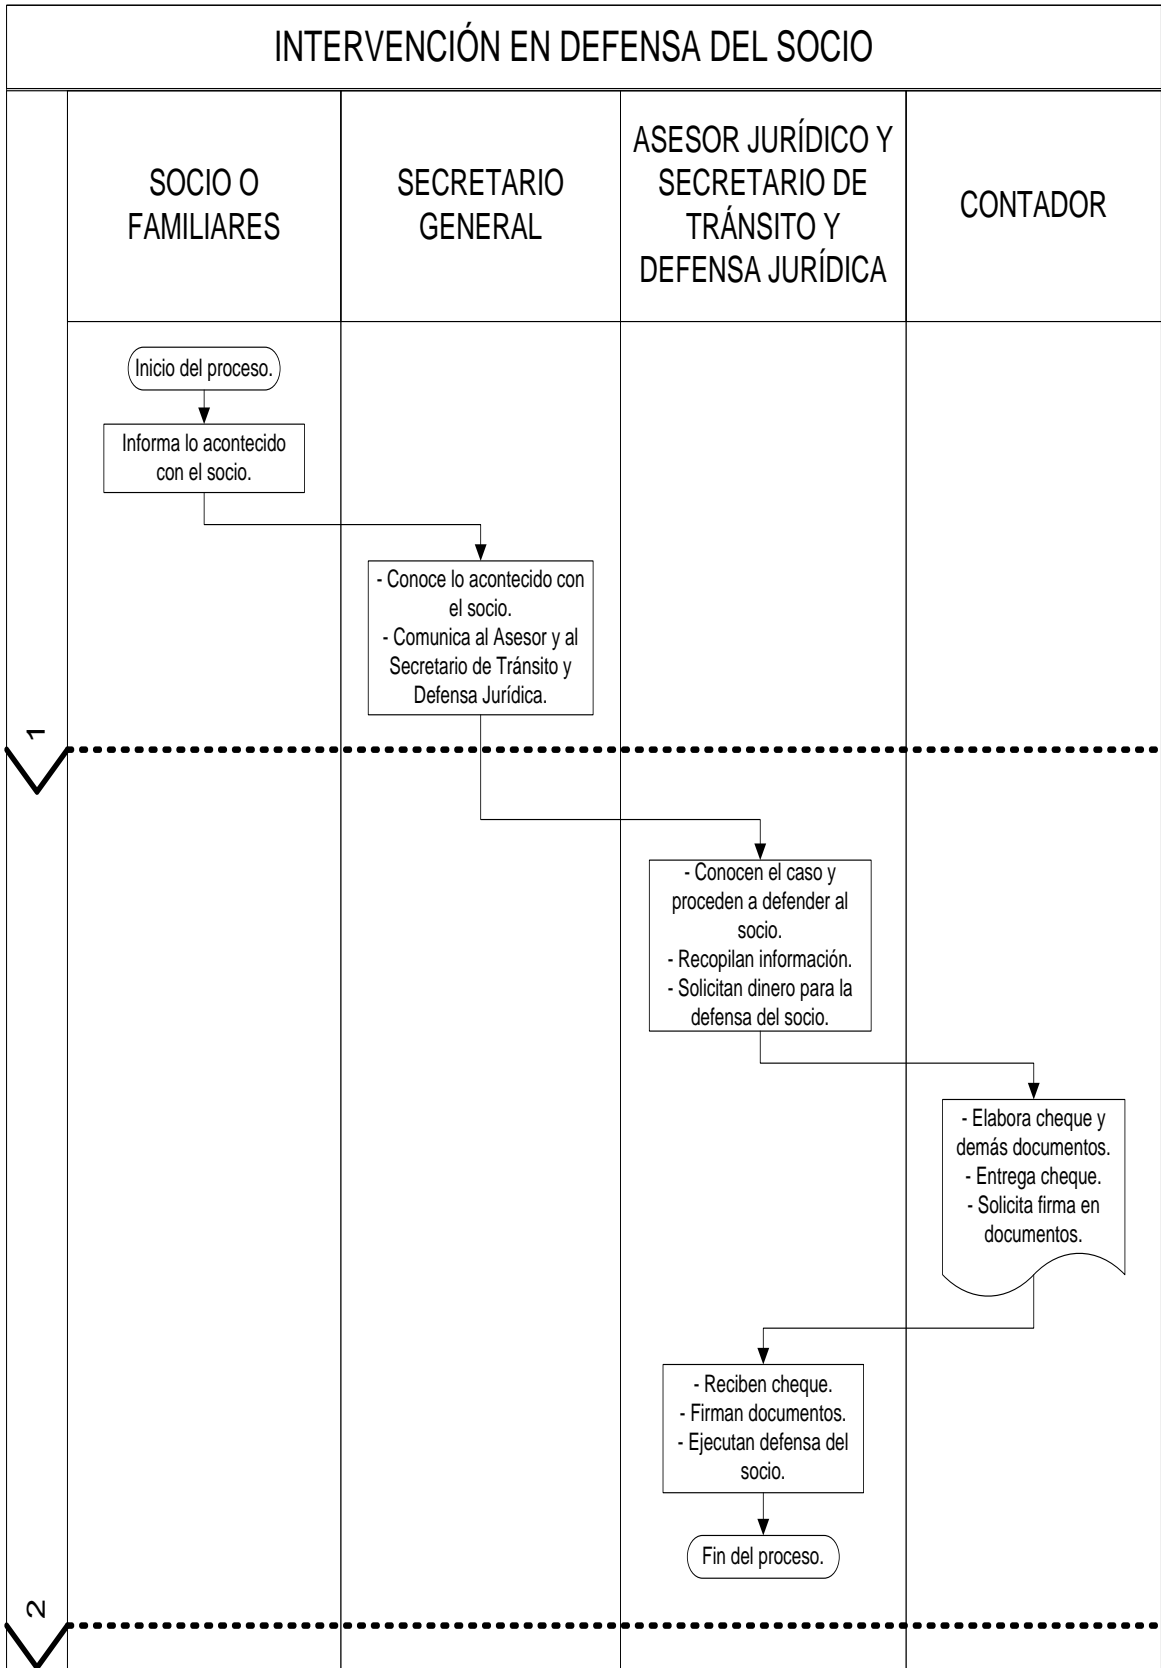 INTERVENCIÓN EN DEFENSA DEL SOCIO
SOCIO O
FAMILIARES
SECRETARIO
GENERAL
ASESOR JURÍDICO Y
SECRETARIO DE
TRÁNSITO Y
DEFENSA JURÍDICA
CONTADOR
Inicio del proceso.
Informa lo acontecido
con el socio.
- Conoce lo acontecido con
el socio.
- Comunica al Asesor y al
Secretario de Tránsito y
Defensa Jurídica.
1
- Conocen el caso y
proceden a defender al
socio.
- Recopilan información.
- Solicitan dinero para la
defensa del socio.
- Elabora cheque y
demás documentos.
- Entrega cheque.
- Solicita firma en
documentos.
- Reciben cheque.
- Firman documentos.
- Ejecutan defensa del
socio.
Fin del proceso.
2